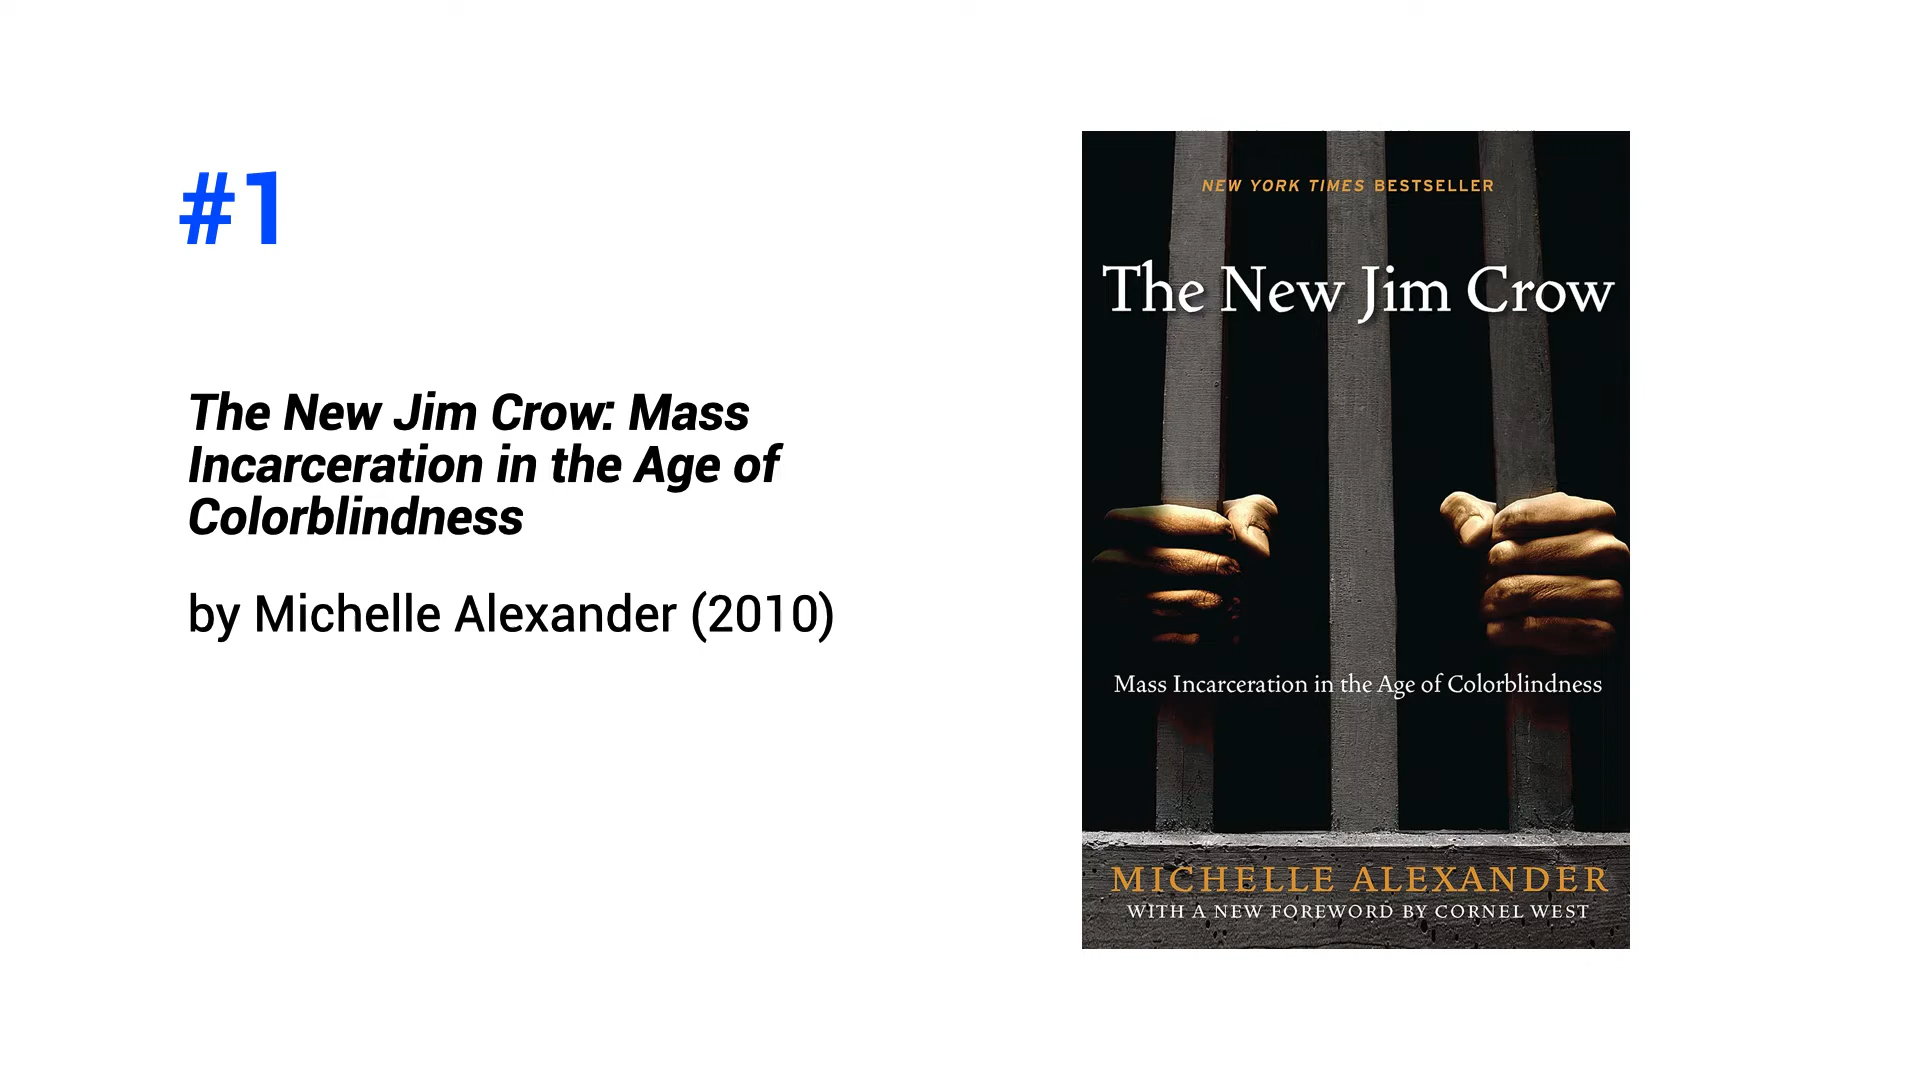 #1
The New Jim Crow: Mass
Incarceration in the Age of
Colorblindness
by Michelle Alexander (2010)
NEW YORK TIMES BESTSELLER
The New Jim Crow
Mass Incarceration in the Age of Colorblindness
MICHELLE ALEXANDER
WITH A NEW FOREWORD BY CORNEL WEST